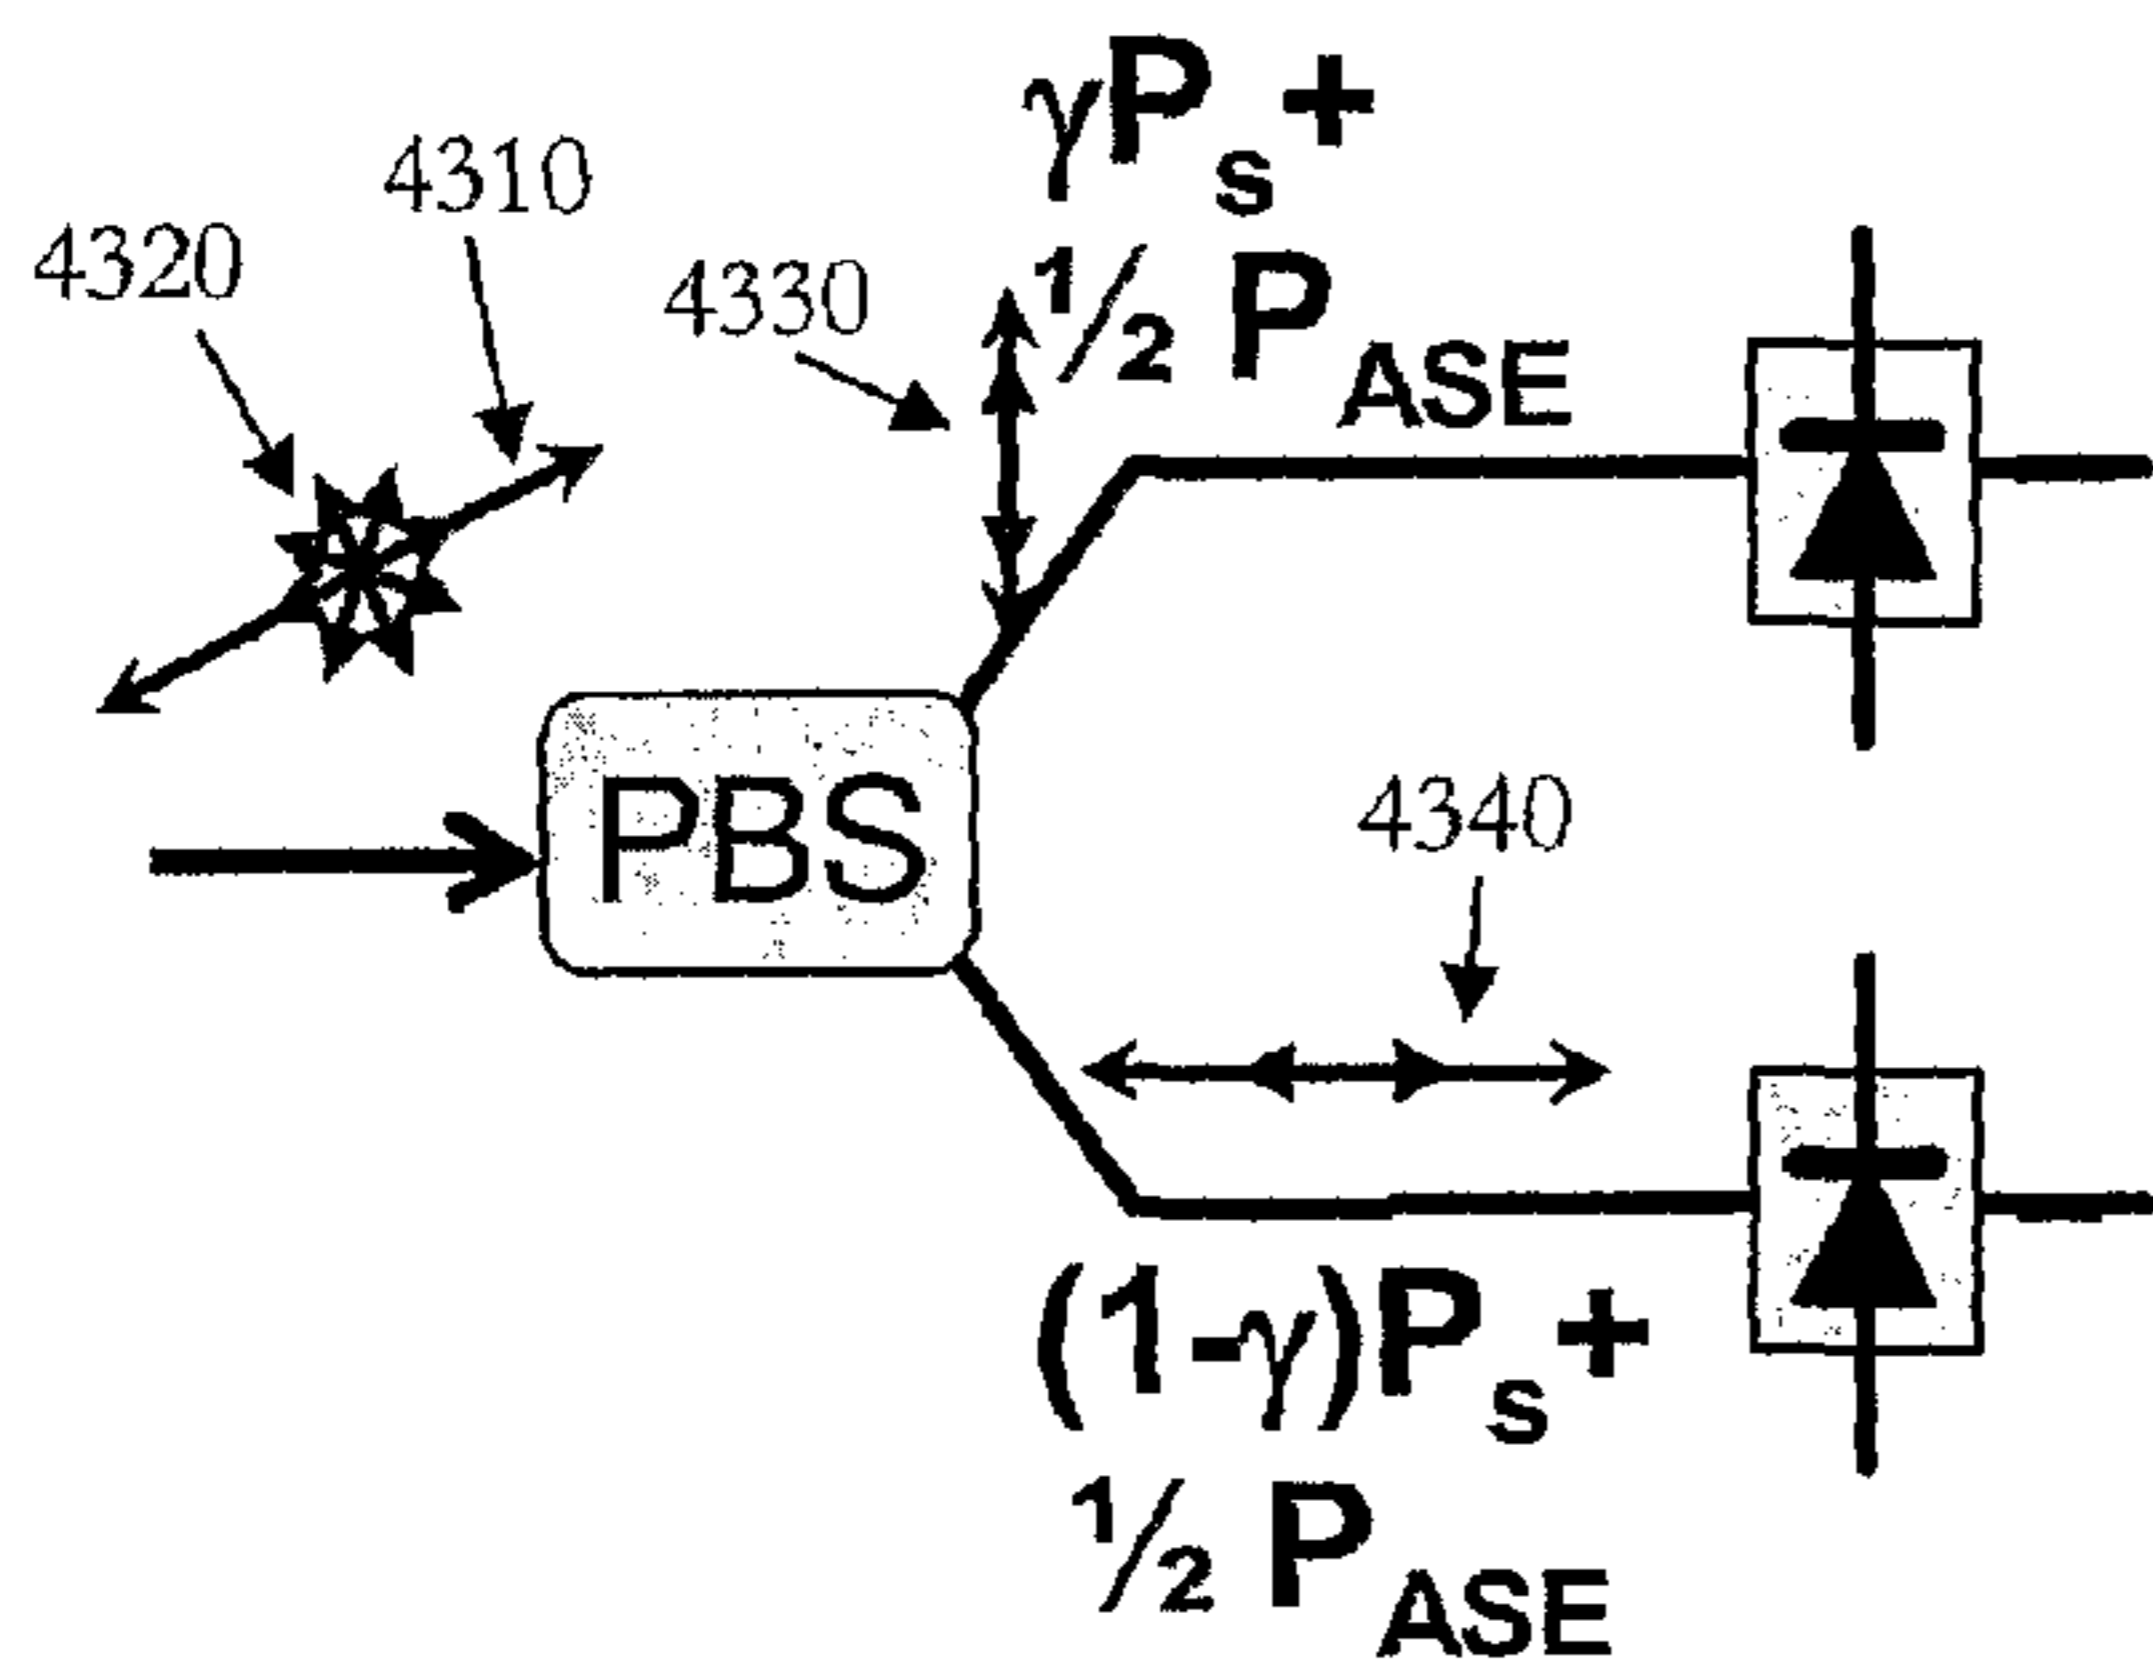 4310
4320
4330
γPs+
½ PASE
PBS
4340
(1-γ)Ps+
½ PASE